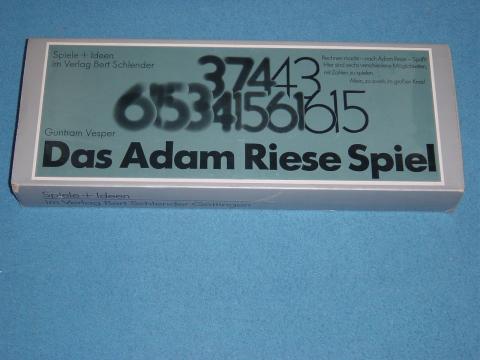 Spiele + Ideen
im Verlag Bert Schlender
37443
615341561615
Rechnen macht - nach Adam Riese - Spaß!
Hier sind sechs verschiedene Möglichkeiten,
mit Zahlen zu spielen.
Allein, zu zweit, im großen Kreis!
Guntram Vesper
Das Adam Riese Spiel
Spiele + Ideen
im Verlag Bert Schlender Göttingen